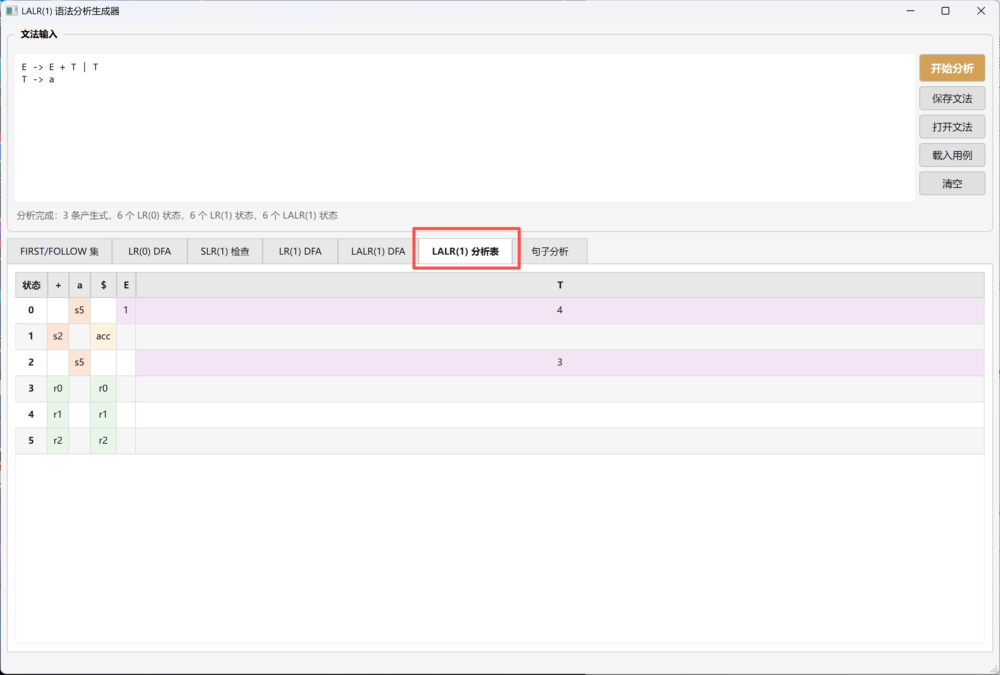 LALR(1) 语法分析生成器
文法输入
E -> E + T | T
T -> a
开始分析
保存文法
打开文法
载入用例
清空
分析完成：3 条产生式，6 个 LR(0) 状态，6 个 LR(1) 状态，6 个 LALR(1) 状态
FIRST/FOLLOW 集 LR(0) DFA SLR(1) 检查 LR(1) DFA LALR(1) DFA LALR(1) 分析表 句子分析
状态 + a $ E T
0 s5 1 4
1 s2 acc
2 s5 3
3 r0 r0
4 r1 r1
5 r2 r2